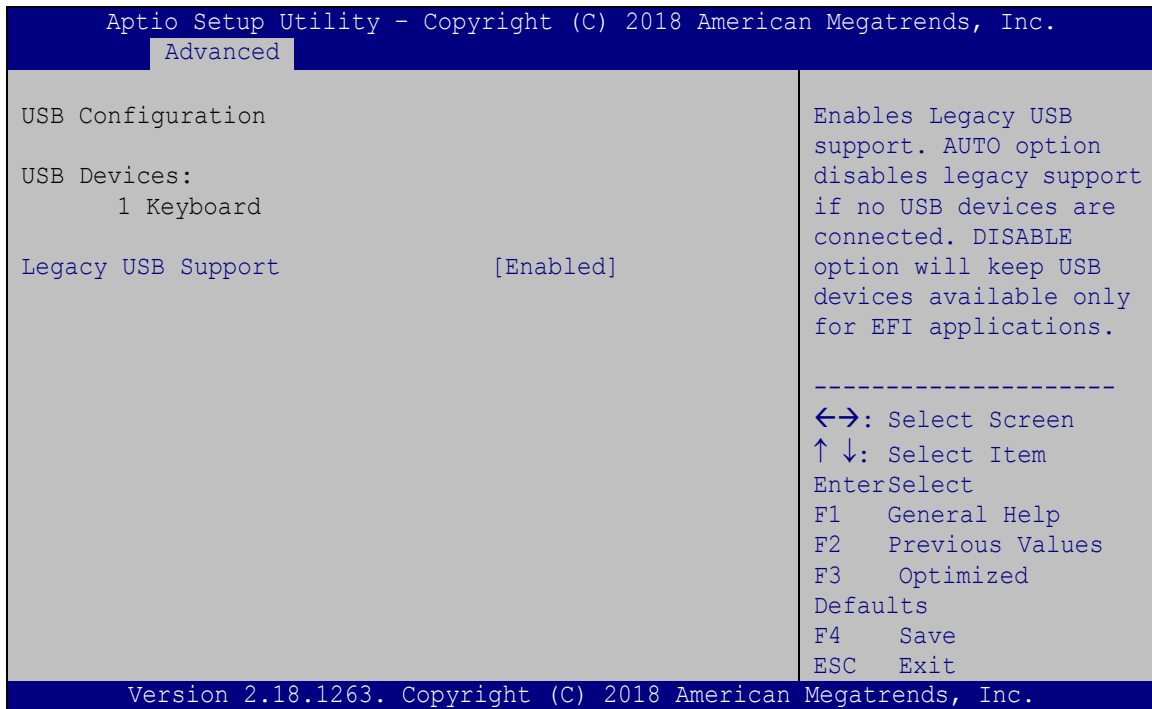 Aptio Setup Utility – Copyright (C) 2018 American Megatrends, Inc.
Advanced
USB Configuration
USB Devices:
1 Keyboard
Legacy USB Support [Enabled]
Enables Legacy USB
support. AUTO option
disables legacy support
if no USB devices are
connected. DISABLE
option will keep USB
devices available only
for EFI applications.
---------------------
←→: Select Screen
↑ ↓: Select Item
EnterSelect
F1 General Help
F2 Previous Values
F3 Optimized
Defaults
F4 Save
ESC Exit
Version 2.18.1263. Copyright (C) 2018 American Megatrends, Inc.